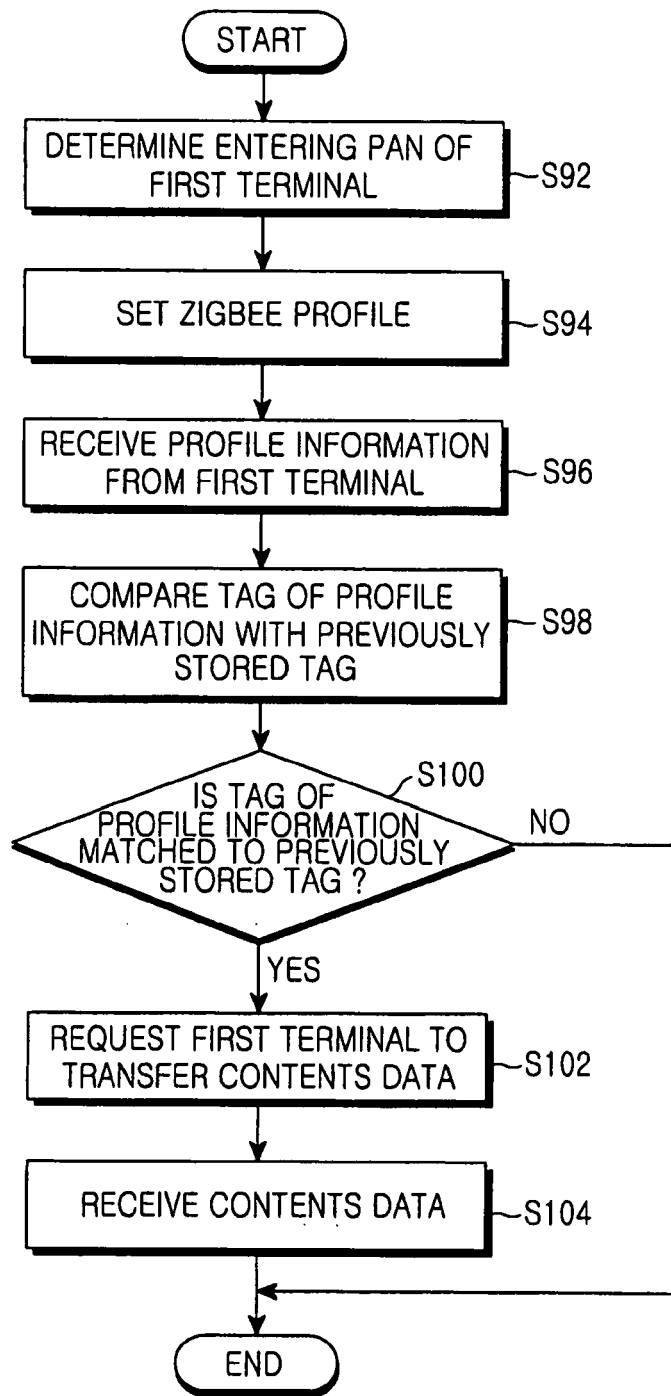 START
DETERMINE ENTERING PAN OF
FIRST TERMINAL
S92
SET ZIGBEE PROFILE
S94
RECEIVE PROFILE INFORMATION
FROM FIRST TERMINAL
S96
COMPARE TAG OF PROFILE
INFORMATION WITH PREVIOUSLY
STORED TAG
S98
S100
IS TAG OF
PROFILE INFORMATION
MATCHED TO PREVIOUSLY
STORED TAG ?
NO
YES
REQUEST FIRST TERMINAL TO
TRANSFER CONTENTS DATA
S102
RECEIVE CONTENTS DATA
S104
END